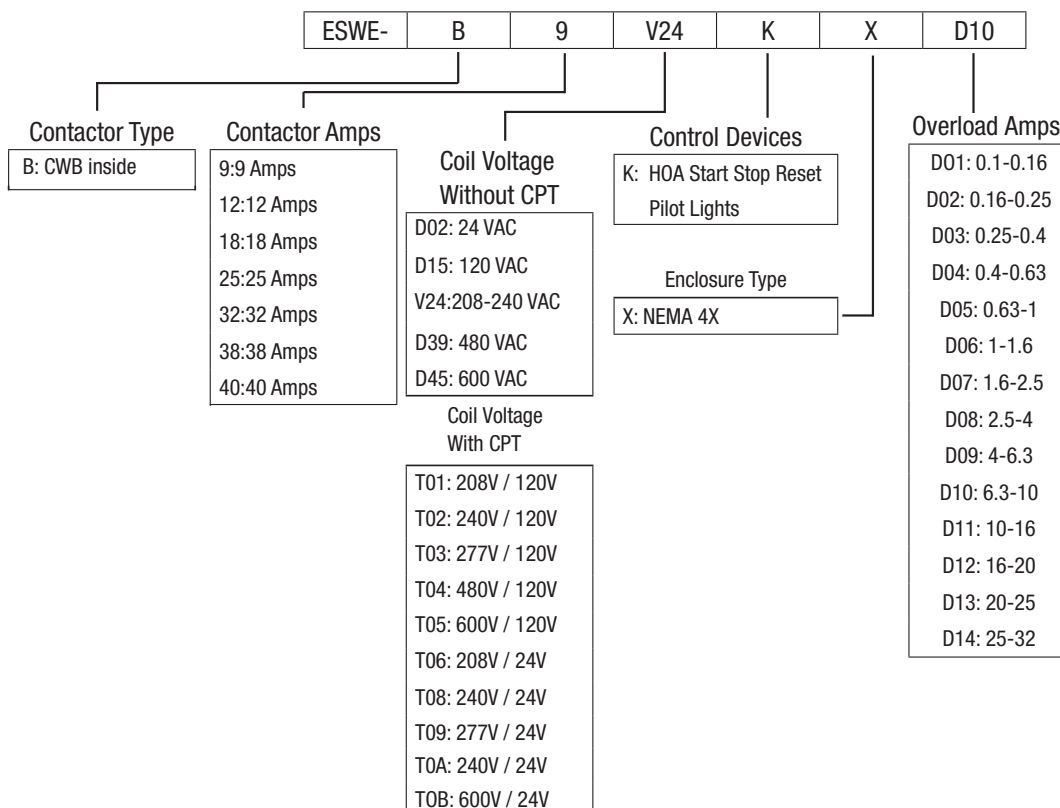 ESWE- B 9 V24 K X D10
Contactor Type
B: CWB inside
Contactor Amps
9:9 Amps
12:12 Amps
18:18 Amps
25:25 Amps
32:32 Amps
38:38 Amps
40:40 Amps
Coil Voltage
Without CPT
D02: 24 VAC
D15: 120 VAC
V24:208-240 VAC
D39: 480 VAC
D45: 600 VAC
Coil Voltage
With CPT
T01: 208V / 120V
T02: 240V / 120V
T03: 277V / 120V
T04: 480V / 120V
T05: 600V / 120V
T06: 208V / 24V
T08: 240V / 24V
T09: 277V / 24V
T0A: 240V / 24V
T0B: 600V / 24V
Control Devices
K: HOA Start Stop Reset
Pilot Lights
Enclosure Type
X: NEMA 4X
Overload Amps
DO1: 0.1-0.16
D02: 0.16-0.25
D03: 0.25-0.4
D04: 0.4-0.63
D05: 0.63-1
D06: 1-1.6
D07: 1.6-2.5
D08: 2.5-4
D09: 4-6.3
D10: 6.3-10
D11: 10-16
D12: 16-20
D13: 20-25
D14: 25-32